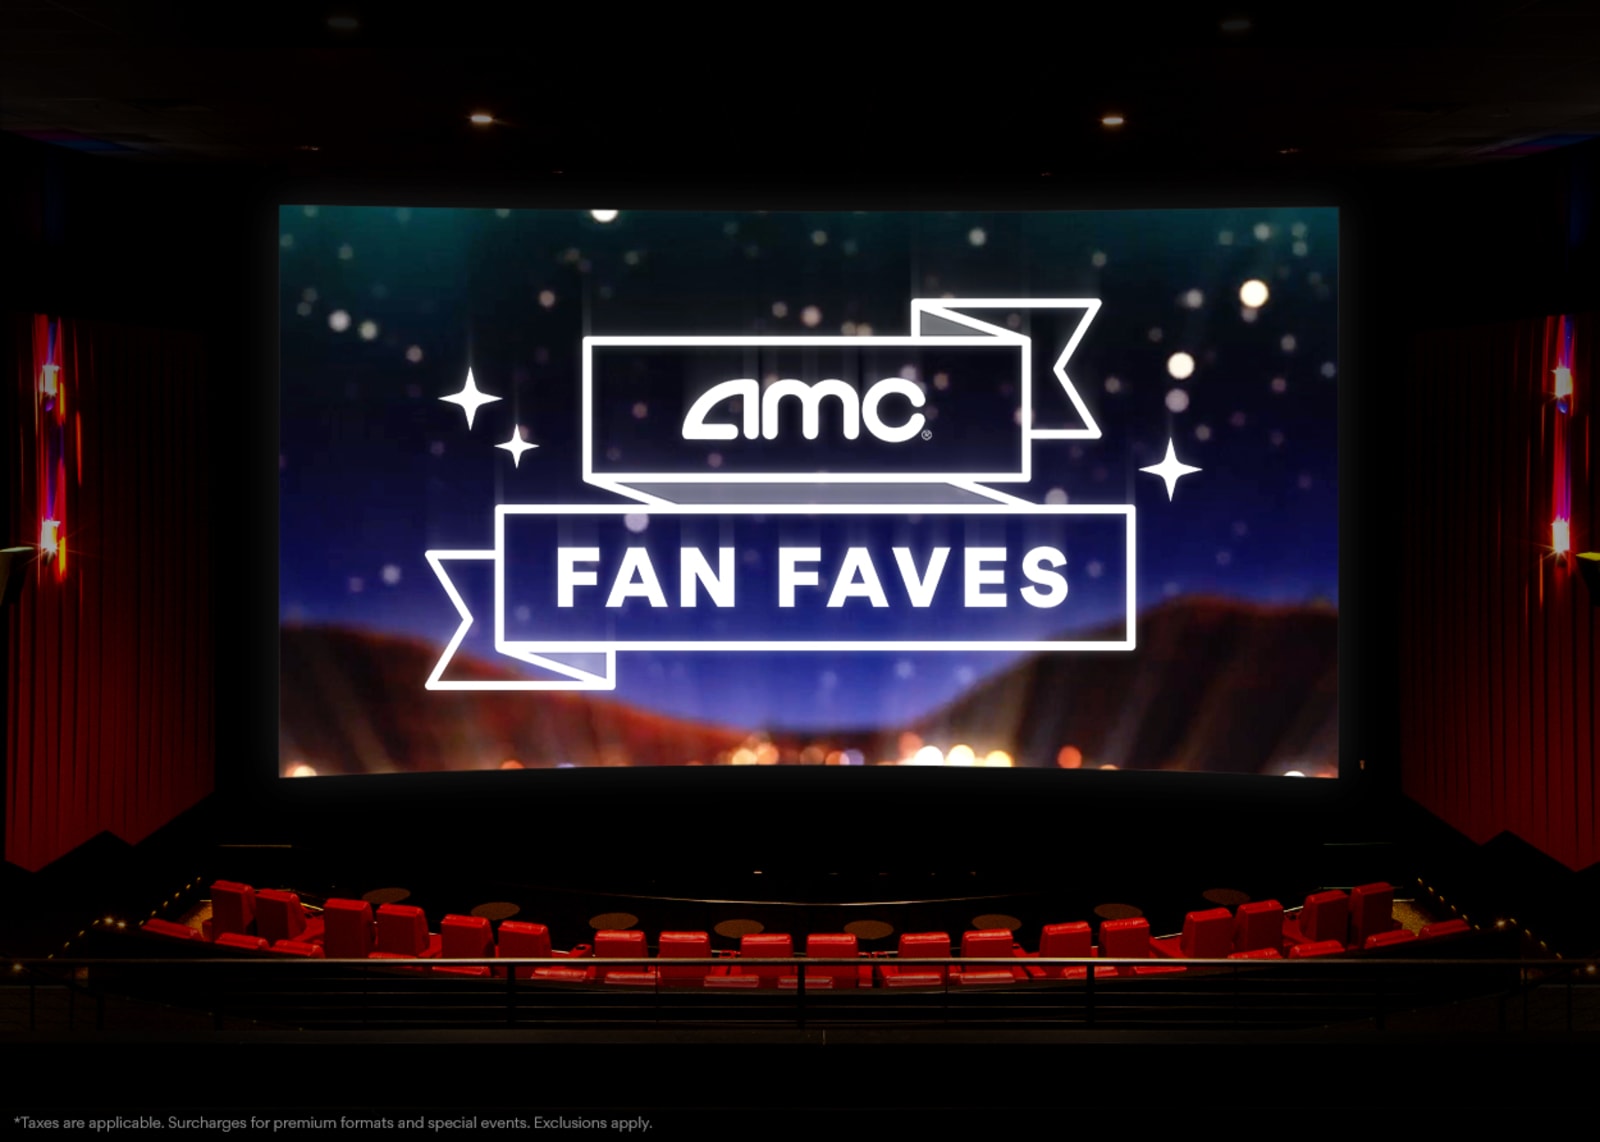 amc®
FAN FAVES
*Taxes are applicable. Surcharges for premium formats and special events. Exclusions apply.